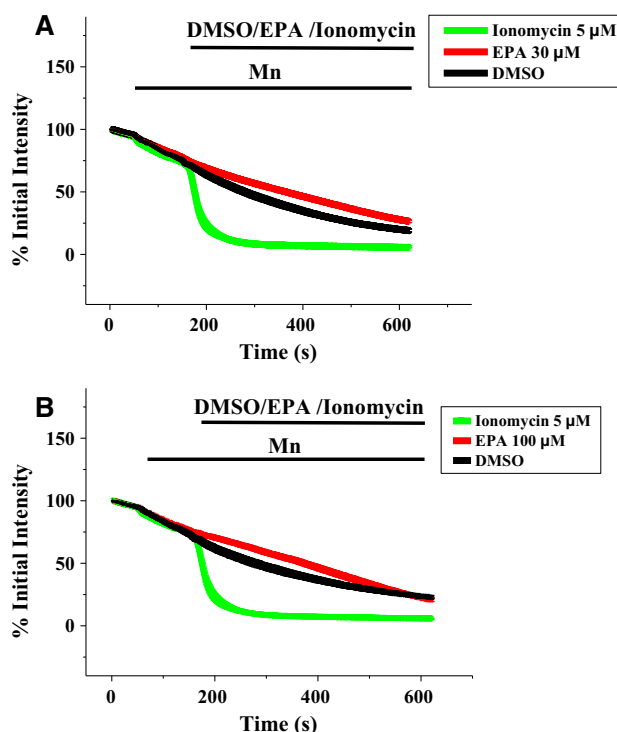 A
DMSO/EPA /Ionomycin
Mn
Ionomycin 5 µM
EPA 30 µM
DMSO
% Initial Intensity
150
100
50
0
0
200
400
600
Time (s)
B
DMSO/EPA /Ionomycin
Mn
Ionomycin 5 µM
EPA 100 µM
DMSO
% Initial Intensity
150
100
50
0
0
200
400
600
Time (s)